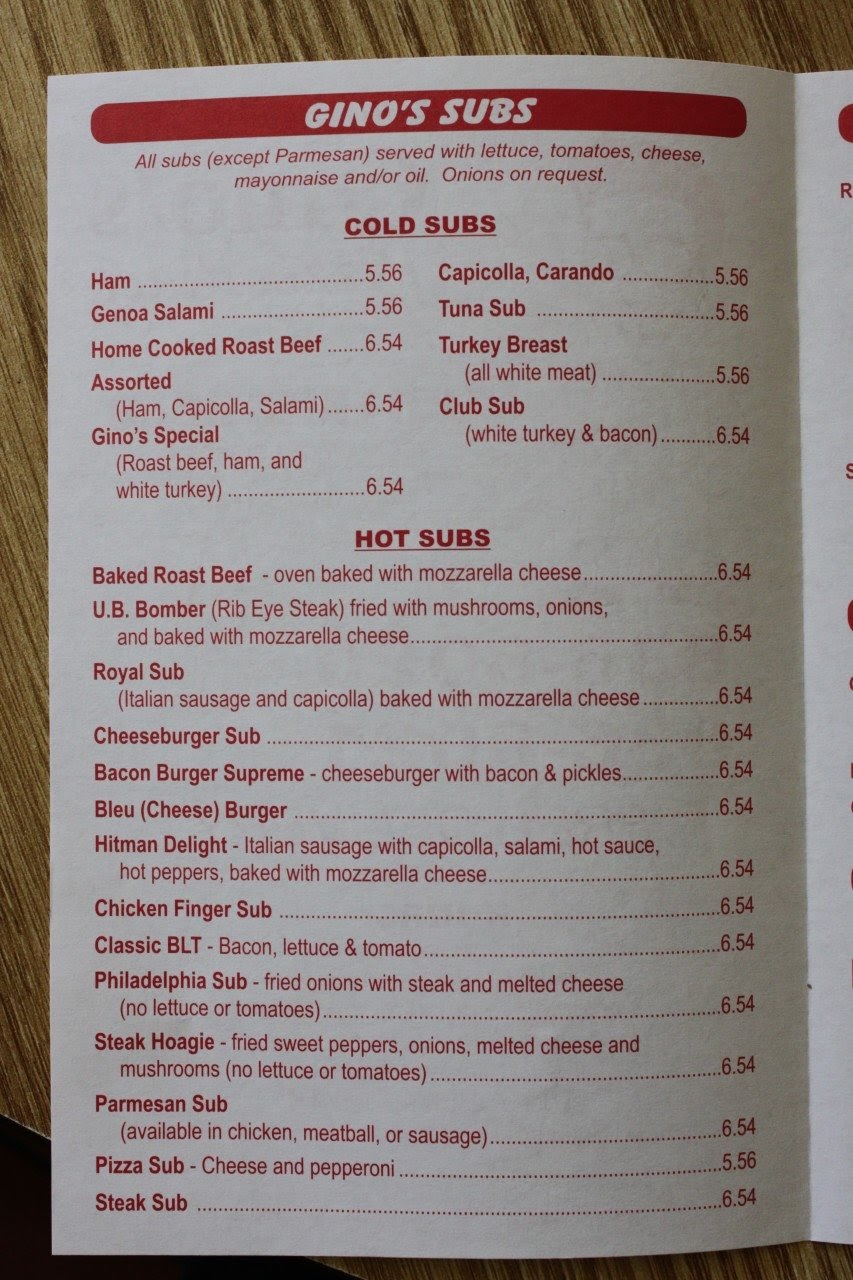 GINO'S SUBS
All subs (except Parmesan) served with lettuce, tomatoes, cheese,
mayonnaise and/or oil. Onions on request.
COLD SUBS
Ham ........................................5.56
Genoa Salami .........................5.56
Home Cooked Roast Beef .......6.54
Assorted
(Ham, Capicolla, Salami).......6.54
Gino's Special
(Roast beef, ham, and
white turkey) .........................6.54
Capicolla, Carando ................5.56
Tuna Sub ...............................5.56
Turkey Breast
(all white meat) ....................5.56
Club Sub
(white turkey & bacon)..........6.54
HOT SUBS
Baked Roast Beef - oven baked with mozzarella cheese........................6.54
U.B. Bomber (Rib Eye Steak) fried with mushrooms, onions,
and baked with mozzarella cheese......................................................6.54
Royal Sub
(Italian sausage and capicolla) baked with mozzarella cheese .............6.54
Cheeseburger Sub ................................................................................6.54
Bacon Burger Supreme - cheeseburger with bacon & pickles.................6.54
Bleu (Cheese) Burger ...........................................................................6.54
Hitman Delight - Italian sausage with capicolla, salami, hot sauce,
hot peppers, baked with mozzarella cheese.........................................6.54
Chicken Finger Sub ..............................................................................6.54
Classic BLT - Bacon, lettuce & tomato....................................................6.54
Philadelphia Sub - fried onions with steak and melted cheese
(no lettuce or tomatoes).......................................................................6.54
Steak Hoagie - fried sweet peppers, onions, melted cheese and
mushrooms (no lettuce or tomatoes)....................................................6.54
Parmesan Sub
(available in chicken, meatball, or sausage).........................................6.54
Pizza Sub - Cheese and pepperoni .........................................................5.56
Steak Sub .............................................................................................6.54